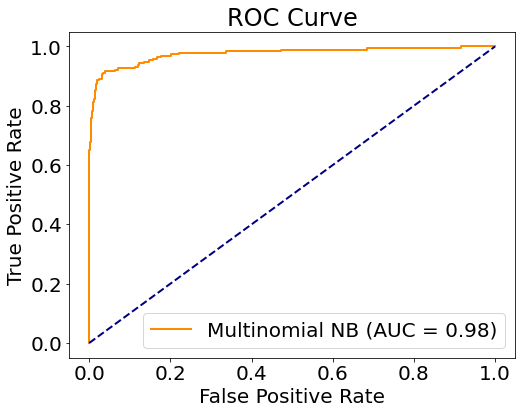 ROC Curve
True Positive Rate
1.0
0.8
0.6
0.4
0.2
0.0
Multinomial NB (AUC = 0.98)
0.0 0.2 0.4 0.6 0.8 1.0
False Positive Rate